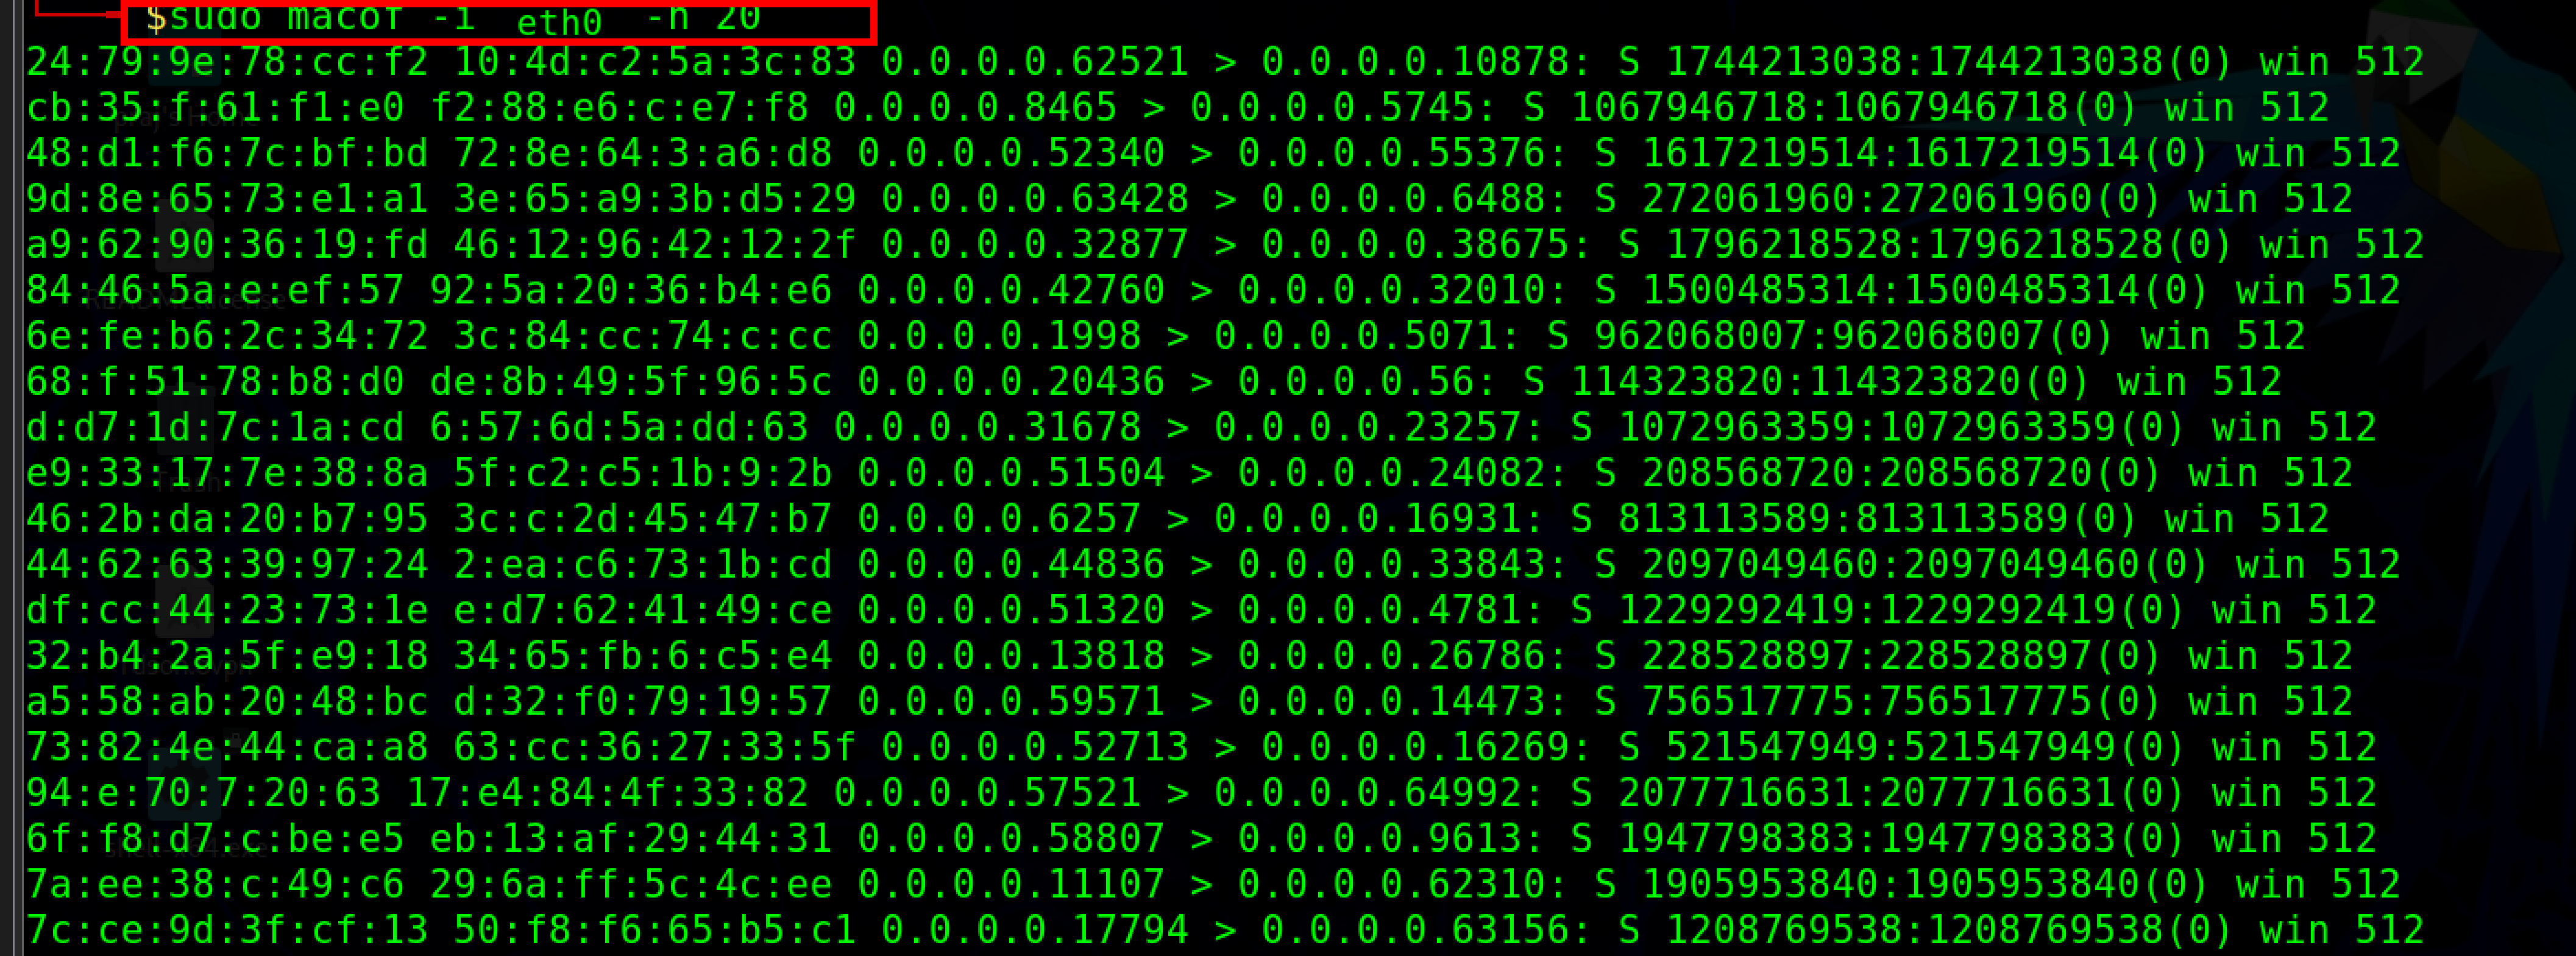 $sudo macof -i eth0 -n 20
24:79:9e:78:cc:f2 10:4d:c2:5a:3c:83 0.0.0.0.62521 > 0.0.0.0.10878: S 1744213038:1744213038(0) win 512
cb:35:f:61:f1:e0 f2:88:e6:c:e7:f8 0.0.0.0.8465 > 0.0.0.0.5745: S 1067946718:1067946718(0) win 512
48:d1:f6:7c:bf:bd 72:8e:64:3:a6:d8 0.0.0.0.52340 > 0.0.0.0.55376: S 1617219514:1617219514(0) win 512
9d:8e:65:73:e1:a1 3e:65:a9:3b:d5:29 0.0.0.0.63428 > 0.0.0.0.6488: S 272061960:272061960(0) win 512
a9:62:90:36:19:fd 46:12:96:42:12:2f 0.0.0.0.32877 > 0.0.0.0.38675: S 1796218528:1796218528(0) win 512
84:46:5a:e:ef:57 92:5a:20:36:b4:e6 0.0.0.0.42760 > 0.0.0.0.32010: S 1500485314:1500485314(0) win 512
6e:fe:b6:2c:34:72 3c:84:cc:74:c:cc 0.0.0.0.1998 > 0.0.0.0.5071: S 962068007:962068007(0) win 512
68:f:51:78:b8:d0 de:8b:49:5f:96:5c 0.0.0.0.20436 > 0.0.0.0.56: S 114323820:114323820(0) win 512
d:d7:1d:7c:1a:cd 6:57:6d:5a:dd:63 0.0.0.0.31678 > 0.0.0.0.23257: S 1072963359:1072963359(0) win 512
e9:33:17:7e:38:8a 5f:c2:c5:1b:9:2b 0.0.0.0.51504 > 0.0.0.0.24082: S 208568720:208568720(0) win 512
46:2b:da:20:b7:95 3c:c:2d:45:47:b7 0.0.0.0.6257 > 0.0.0.0.16931: S 813113589:813113589(0) win 512
44:62:63:39:97:24 2:ea:c6:73:1b:cd 0.0.0.0.44836 > 0.0.0.0.33843: S 2097049460:2097049460(0) win 512
df:cc:44:23:73:1e e:d7:62:41:49:ce 0.0.0.0.51320 > 0.0.0.0.4781: S 1229292419:1229292419(0) win 512
32:b4:2a:5f:e9:18 34:65:fb:6:c5:e4 0.0.0.0.13818 > 0.0.0.0.26786: S 228528897:228528897(0) win 512
a5:58:ab:20:48:bc d:32:f0:79:19:57 0.0.0.0.59571 > 0.0.0.0.14473: S 756517775:756517775(0) win 512
73:82:4e:44:ca:a8 63:cc:36:27:33:5f 0.0.0.0.52713 > 0.0.0.0.16269: S 521547949:521547949(0) win 512
94:e:70:7:20:63 17:e4:84:4f:33:82 0.0.0.0.57521 > 0.0.0.0.64992: S 2077716631:2077716631(0) win 512
6f:f8:d7:c:be:e5 eb:13:af:29:44:31 0.0.0.0.58807 > 0.0.0.0.9613: S 1947798383:1947798383(0) win 512
7a:ee:38:c:49:c6 29:6a:ff:5c:4c:ee 0.0.0.0.11107 > 0.0.0.0.62310: S 1905953840:1905953840(0) win 512
7c:ce:9d:3f:cf:13 50:f8:f6:65:b5:c1 0.0.0.0.17794 > 0.0.0.0.63156: S 1208769538:1208769538(0) win 512